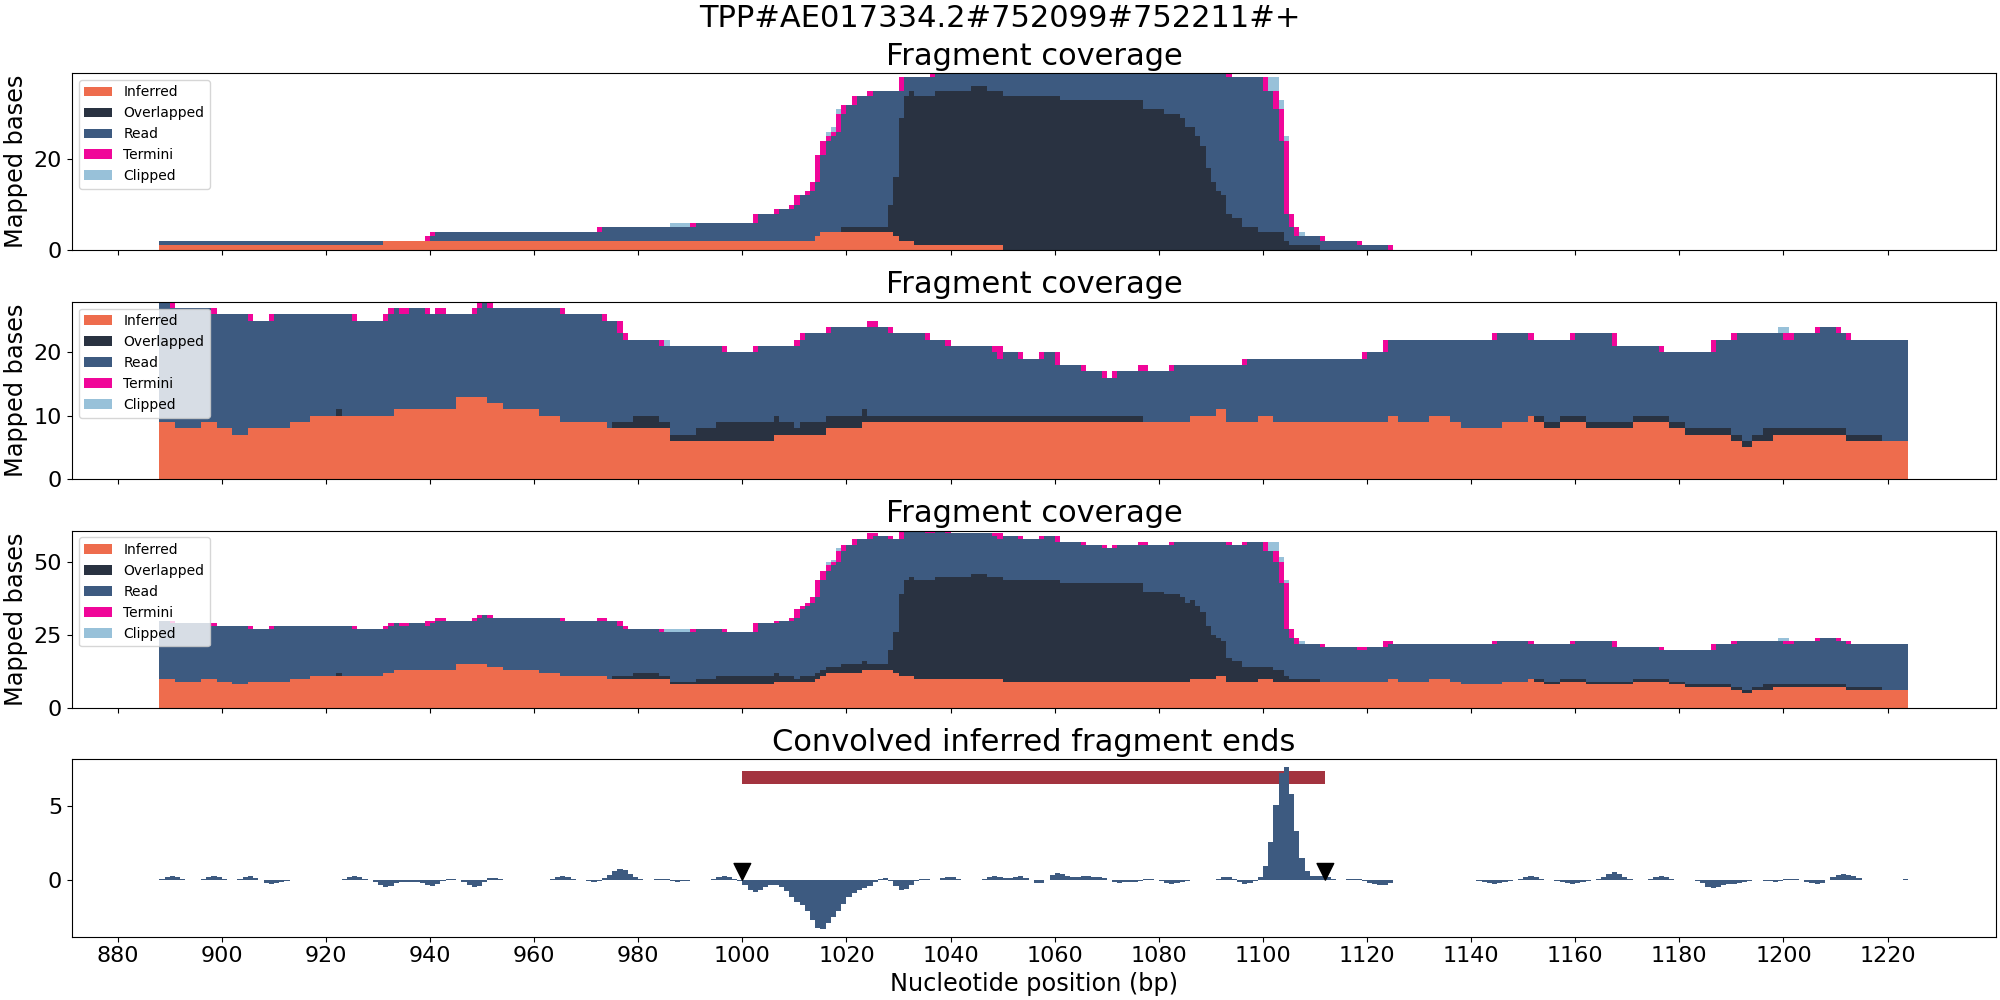 TPP#AE017334.2#752099#752211#+
Fragment coverage
Mapped bases
20
0
Inferred
Overlapped
Read
Termini
Clipped
Fragment coverage
Mapped bases
20
10
0
Inferred
Overlapped
Read
Termini
Clipped
Fragment coverage
Mapped bases
50
25
0
Inferred
Overlapped
Read
Termini
Clipped
Convolved inferred fragment ends
5
0
880 900 920 940 960 980 1000 1020 1040 1060 1080 1100 1120 1140 1160 1180 1200 1220
Nucleotide position (bp)